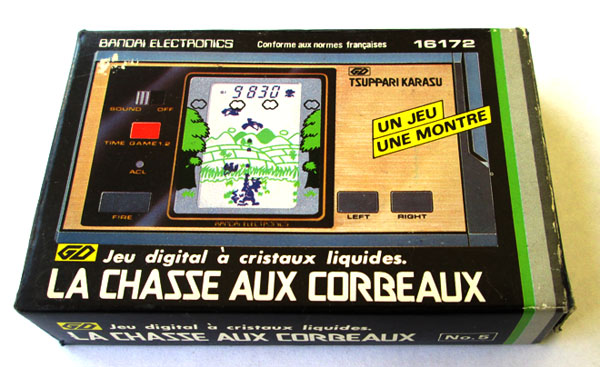 BANDAI ELECTRONICS Conforme aux normes françaises 16172
GD
TSUPPARI KARASU
9830
SOUND OFF
UN JEU
UNE MONTRE
TIME GAME1.2
ACL
FIRE
LEFT RIGHT
BANDAI ELECTRONICS
GD Jeu digital à cristaux liquides.
LA CHASSE AUX CORBEAUX
GD Jeu digital à cristaux liquides.
LA CHASSE AUX CORBEAUX No.5